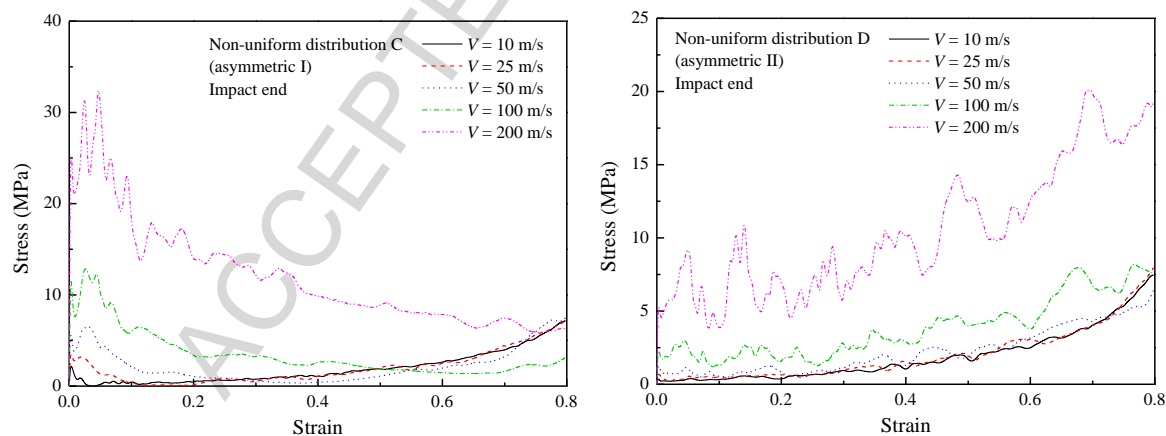 Non-uniform distribution C
(asymmetric I)
Impact end
V = 10 m/s
V = 25 m/s
V = 50 m/s
V = 100 m/s
V = 200 m/s
40
30
20
10
0
Stress (MPa)
0.0 0.2 0.4 0.6 0.8
Strain
ACCEPTE
Non-uniform distribution D
(asymmetric II)
Impact end
V = 10 m/s
V = 25 m/s
V = 50 m/s
V = 100 m/s
V = 200 m/s
25
20
15
10
5
0
Stress (MPa)
0.0 0.2 0.4 0.6 0.8
Strain